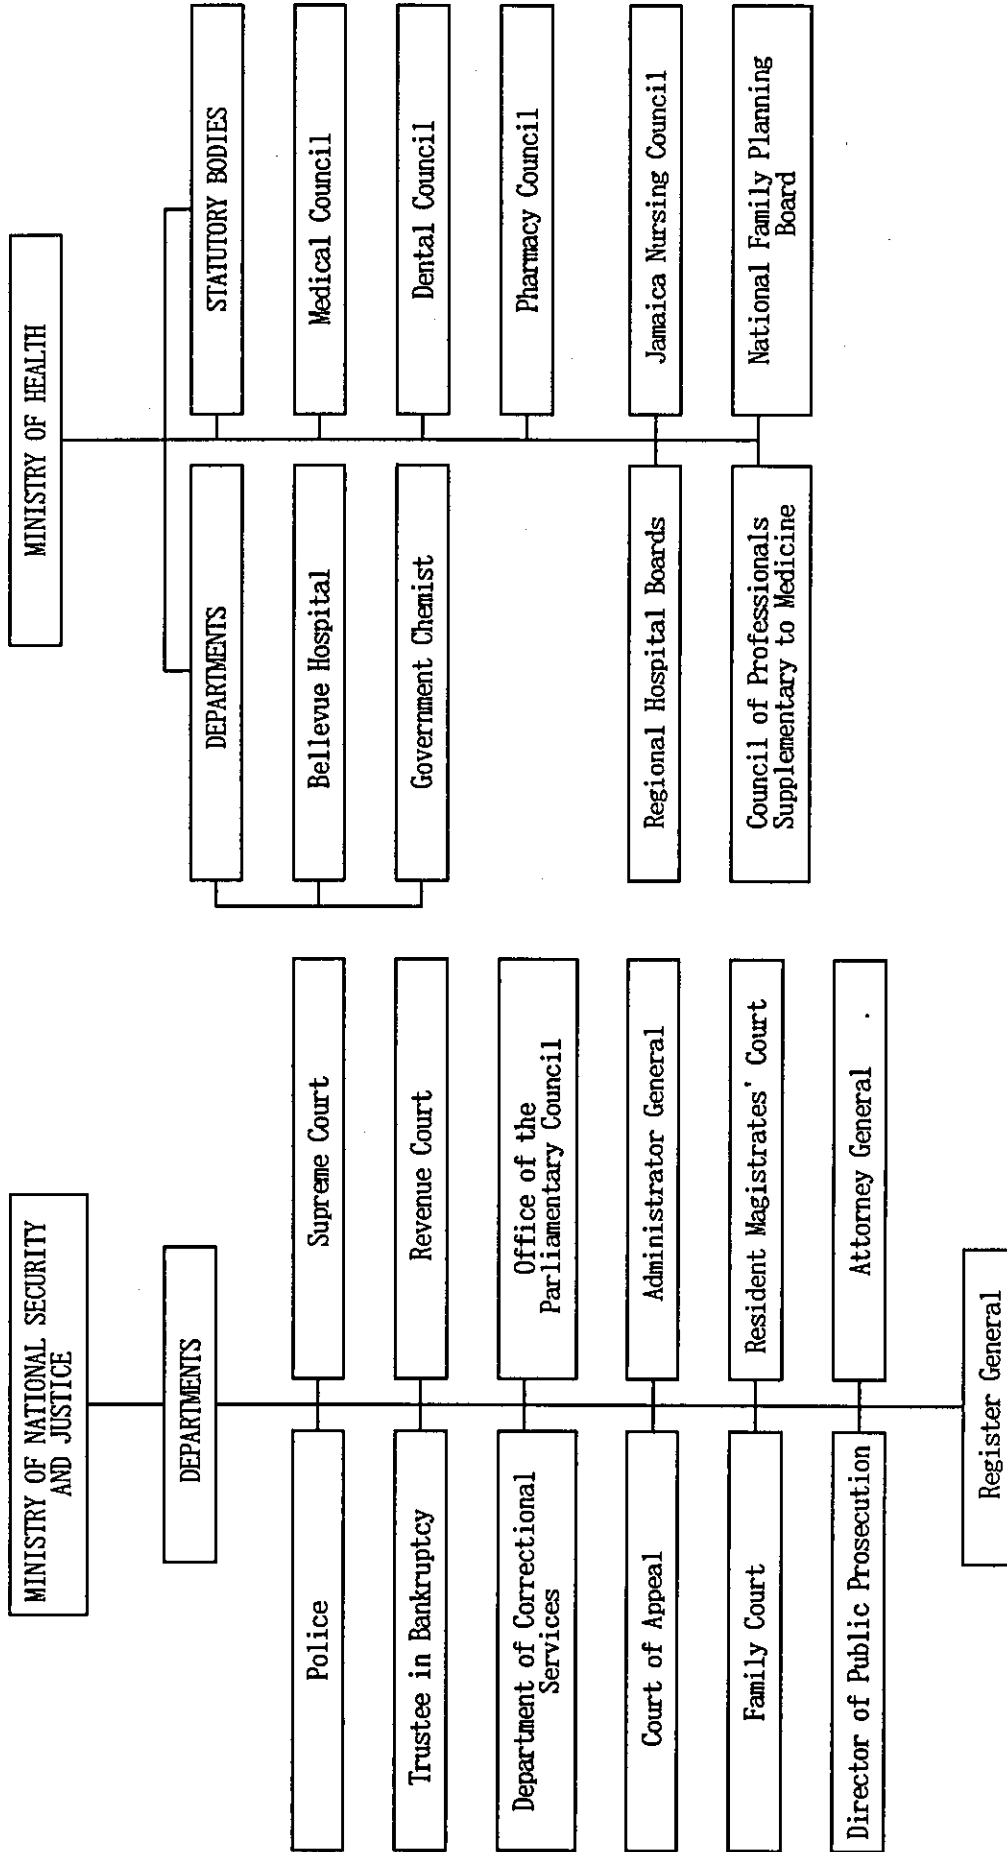 MINISTRY OF NATIONAL SECURITY
AND JUSTICE
DEPARTMENTS
Police
Supreme Court
Trustee in Bankruptcy
Revenue Court
Department of Correctional
Services
Office of the
Parliamentary Council
Court of Appeal
Administrator General
Family Court
Resident Magistrates' Court
Director of Public Prosecution
Attorney General
Register General
MINISTRY OF HEALTH
DEPARTMENTS
STATUTORY BODIES
Bellevue Hospital
Medical Council
Government Chemist
Dental Council
Pharmacy Council
Regional Hospital Boards
Jamaica Nursing Council
Council of Professionals
Supplementary to Medicine
National Family Planning
Board